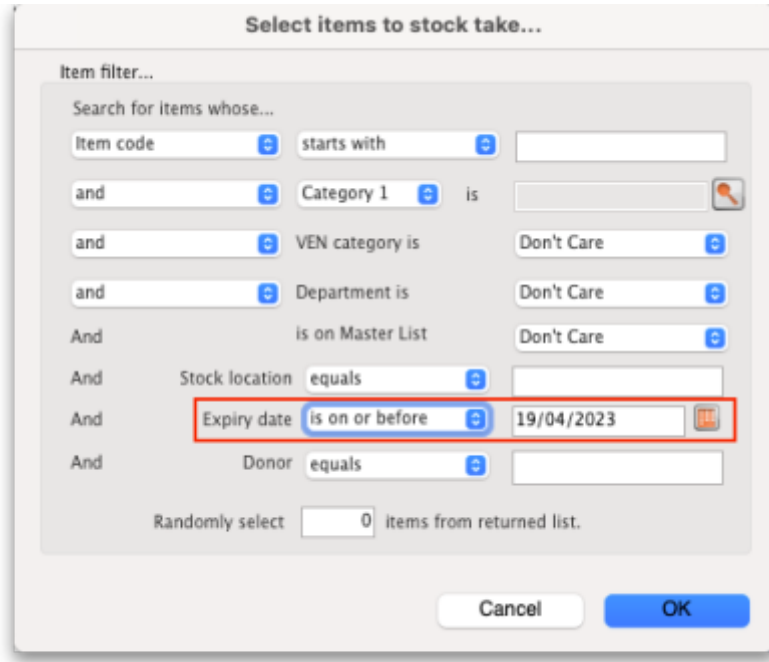 Select items to stock take...
Item filter...
Search for items whose...
Item code starts with
and Category 1 is
and VEN category is Don't Care
and Department is Don't Care
And is on Master List Don't Care
And Stock location equals
And Expiry date is on or before 19/04/2023
And Donor equals
Randomly select 0 items from returned list.
Cancel OK